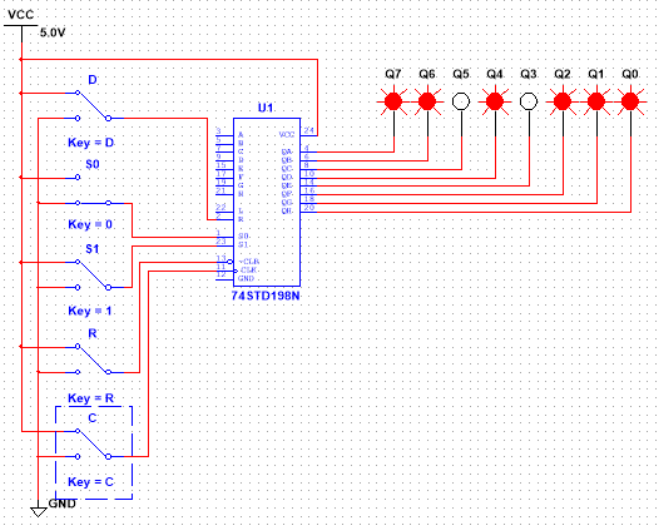 VCC
5.0V
D
Key = D
S0
Key = 0
S1
Key = 1
R
Key = R
C
Key = C
GND
U1
3 A
5 B
7 C
9 D
15 E
17 F
19 G
21 H
22 L
2 R
1 S0
23 S1
13 ~CLR
11 CLK
12 GND
VCC 24
QA 4
QB 6
QC 8
QD 10
QE 14
QF 16
QG 18
QH 20
74STD198N
Q7 Q6 Q5 Q4 Q3 Q2 Q1 Q0